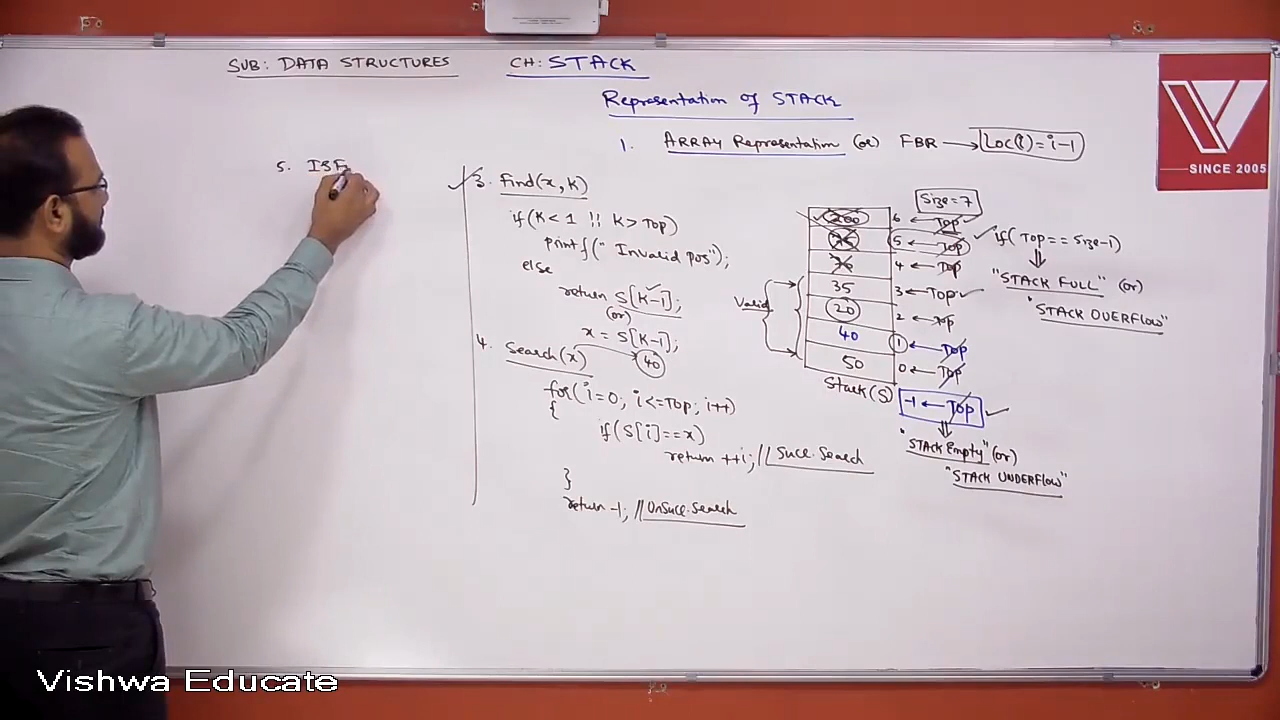 SUB: DATA STRUCTURES CH: STACK
Representation of STACK
1. ARRAY Representation (or) FBR → Loc(i)=i-1
SINCE 2005
5. ISF
3. Find(x, k)
if(K<1 !! k>Top)
printf(" Invalid pos");
else
return S[K-1];
(or)
x = S[K-1];
4. Search(x) → 40
for(i=0; i<=Top; i++)
{
if(S[i]==x)
return ++i; // Succ. Search
}
return -1; // UnSucc. Search
Size=7
200 6 ← Top
5 ← Top
4 ← Top
35 3 ← Top
20 2 ← Top
40 1 ← Top
50 0 ← Top
Valid
Stack(S)
-1 ← Top
"STACK Empty" (or)
"STACK UNDERFLOW"
if( Top == Size-1)
"STACK FULL" (or)
"STACK OVERFLOW"
Vishwa Educate